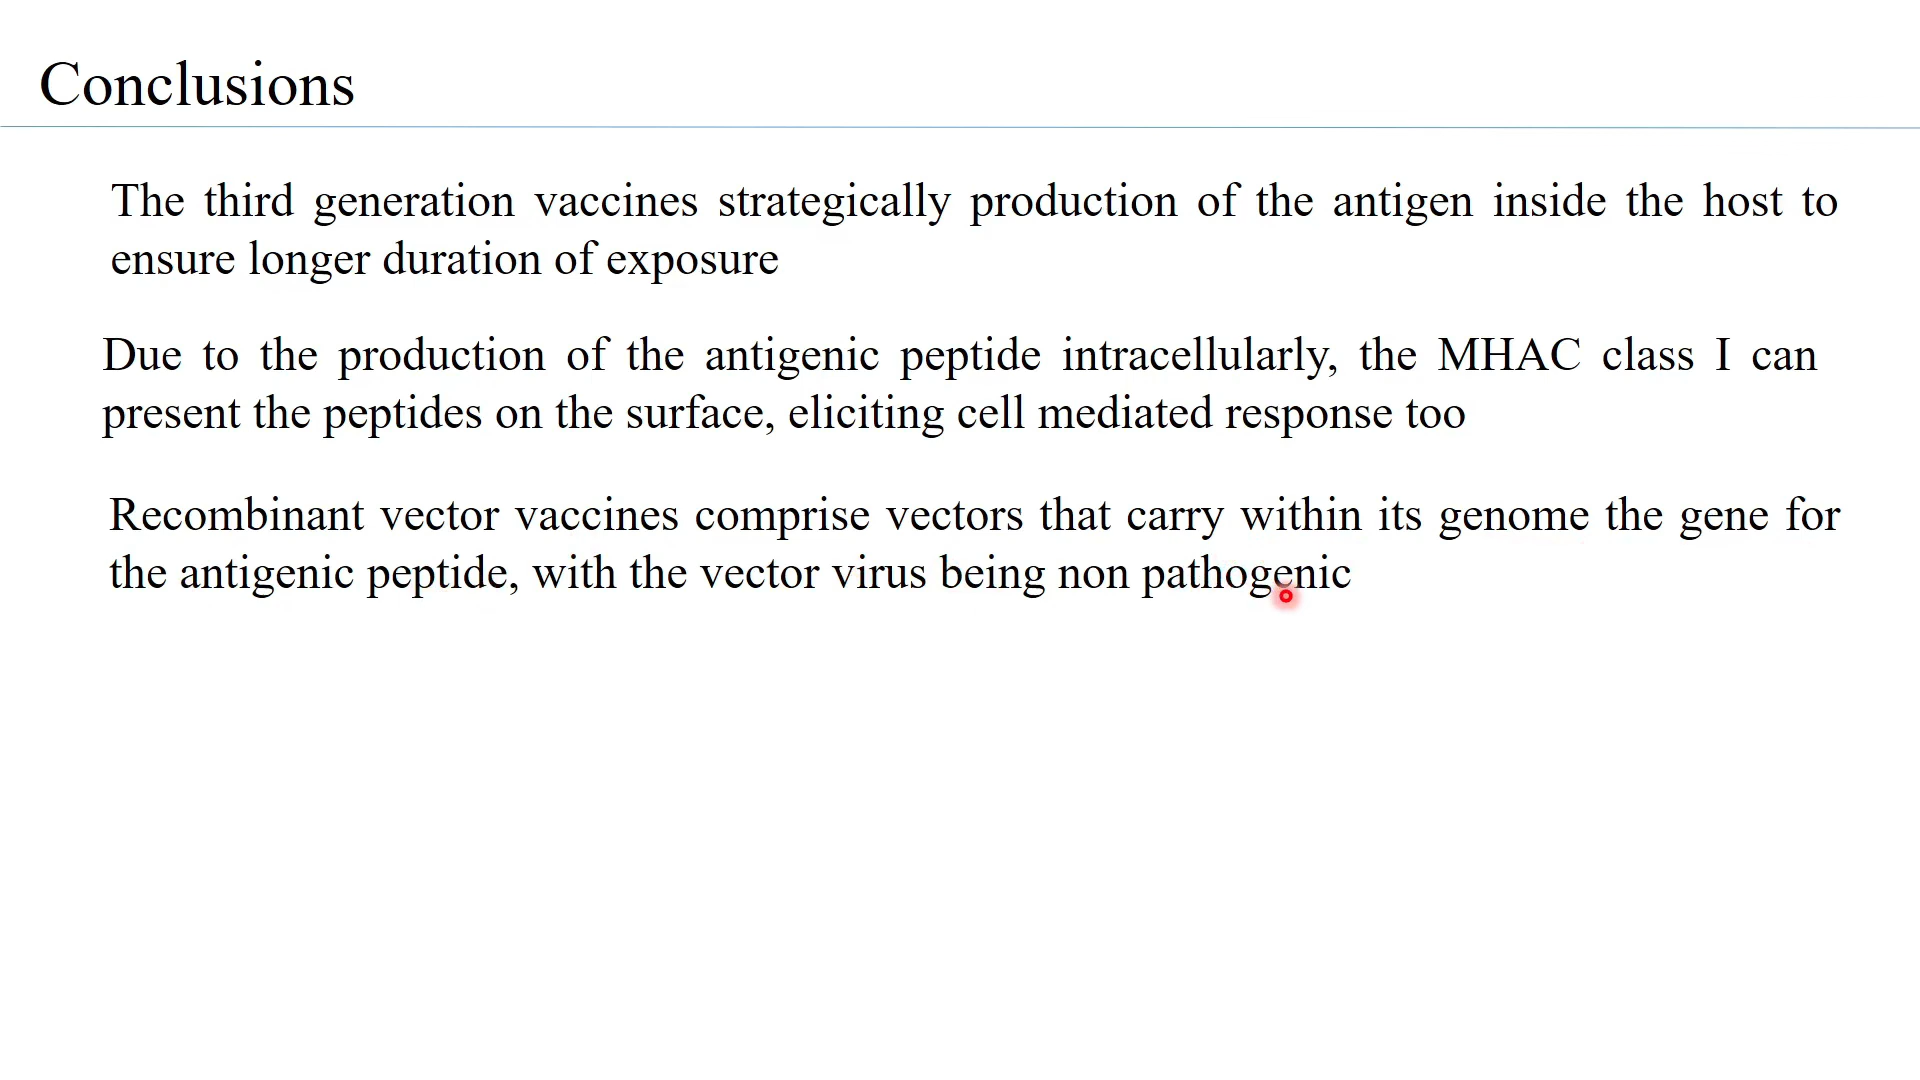 Conclusions
The third generation vaccines strategically production of the antigen inside the host to
ensure longer duration of exposure
Due to the production of the antigenic peptide intracellularly, the MHAC class I can
present the peptides on the surface, eliciting cell mediated response too
Recombinant vector vaccines comprise vectors that carry within its genome the gene for
the antigenic peptide, with the vector virus being non pathogenic